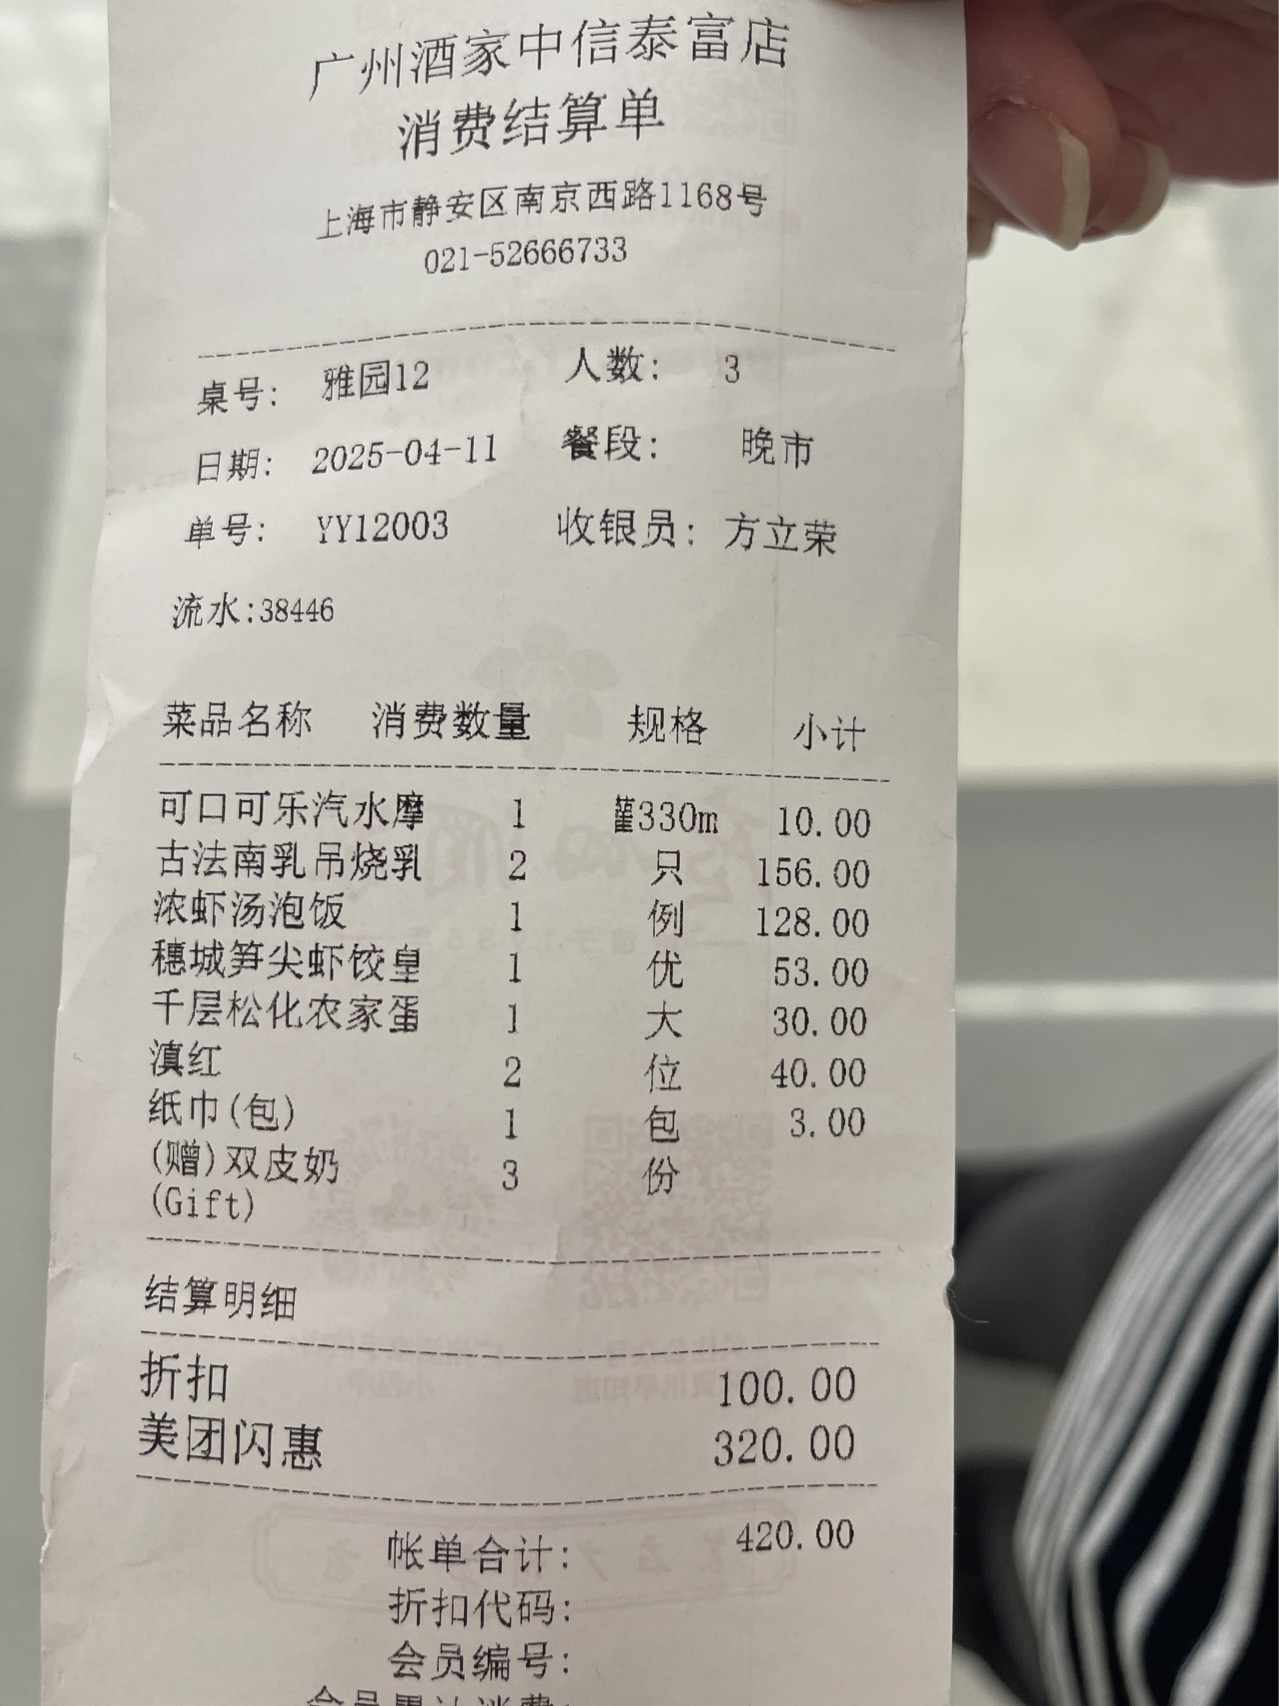 广州酒家中信泰富店
消费结算单
上海市静安区南京西路1168号
021-52666733
桌号: 雅园12 人数: 3
日期: 2025-04-11 餐段: 晚市
单号: YY12003 收银员: 方立荣
流水:38446
菜品名称 消费数量 规格 小计
可口可乐汽水摩 1 330m 10.00
古法南乳吊烧乳 2 只 156.00
浓虾汤泡饭 1 例 128.00
穗城笋尖虾饺皇 1 优 53.00
千层松化农家蛋 1 大 30.00
滇红 2 位 40.00
纸巾(包) 1 包 3.00
(赠)双皮奶 3 份
(Gift)
结算明细
折扣 100.00
美团闪惠 320.00
帐单合计: 420.00
折扣代码:
会员编号:
会员累计消费: